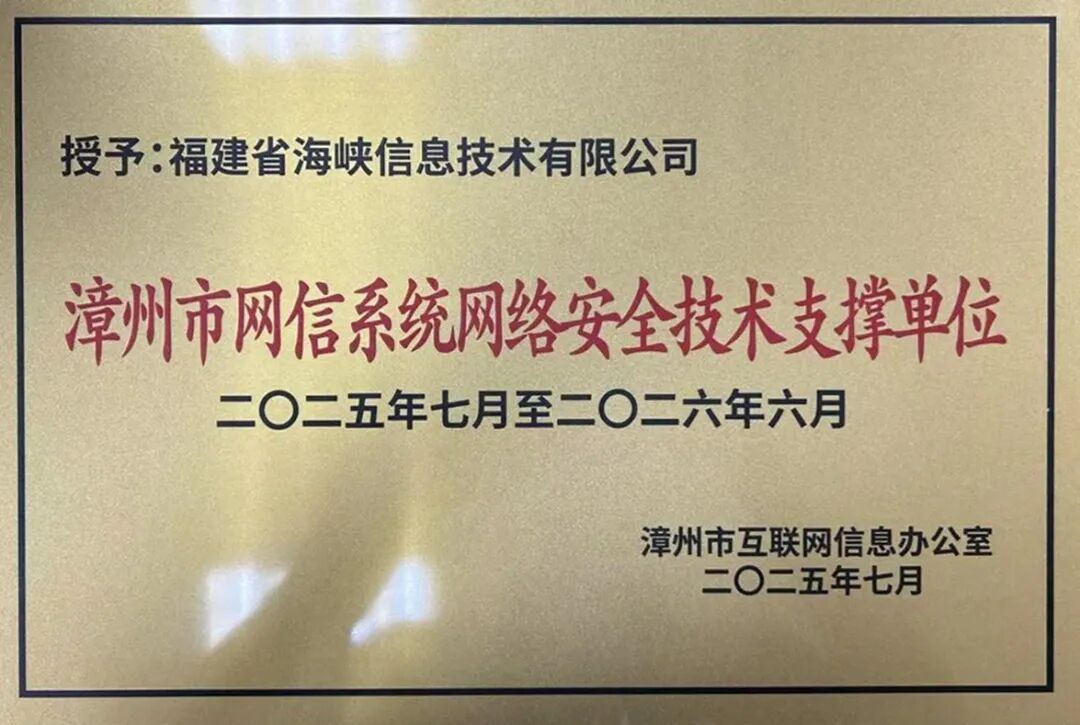 授予：福建省海峡信息技术有限公司
漳州市网信系统网络安全技术支撑单位
二〇二五年七月至二〇二六年六月
漳州市互联网信息办公室
二〇二五年七月